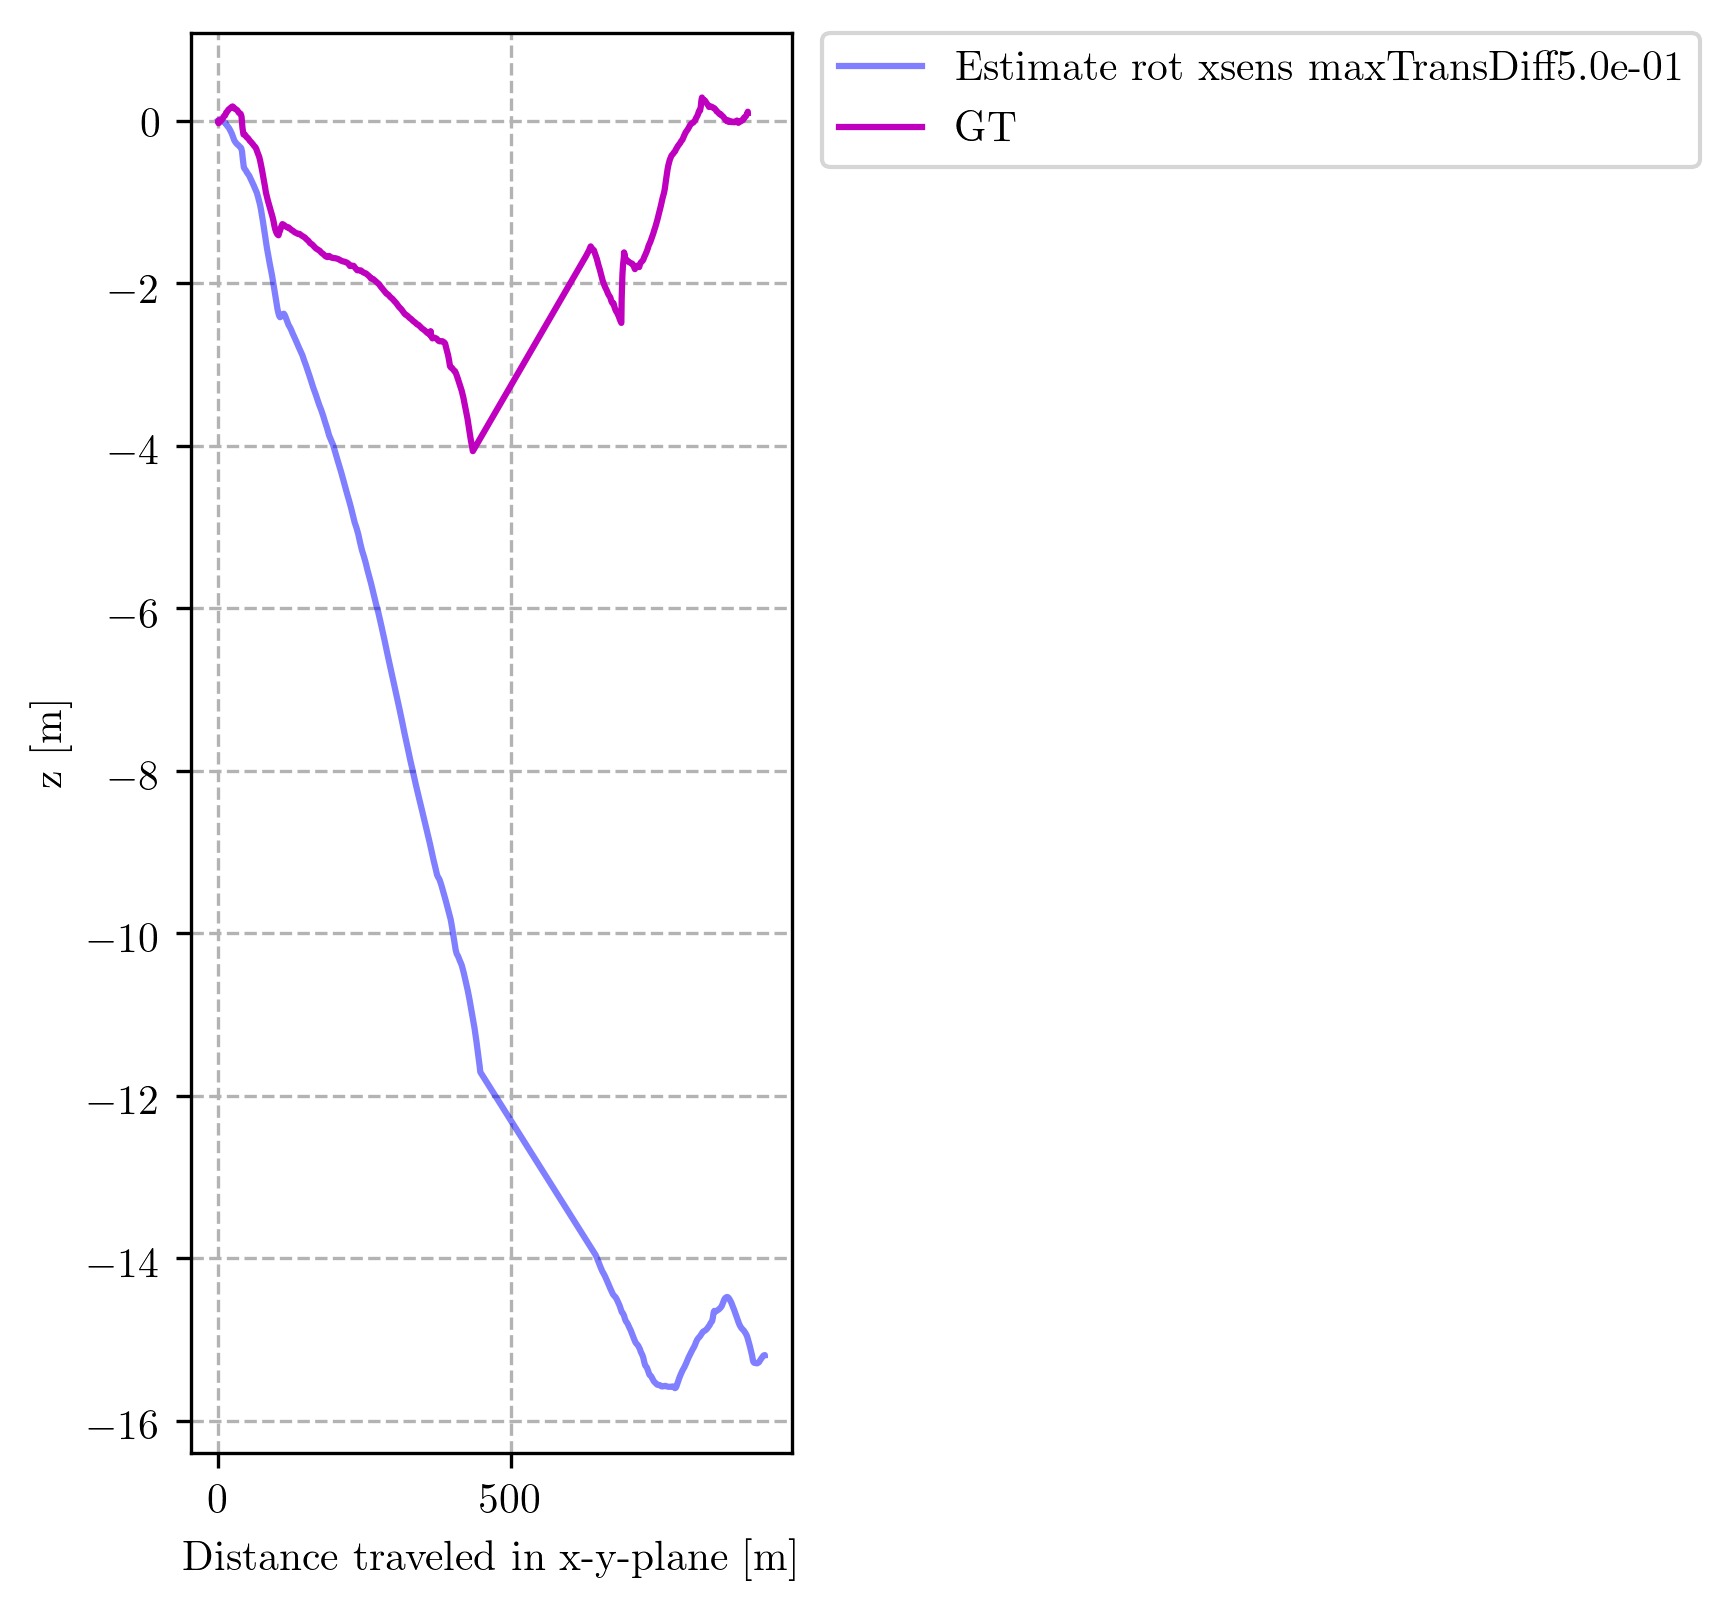 Estimate rot xsens maxTransDiff5.0e-01
GT
0
−2
−4
−6
−8
−10
−12
−14
−16
z [m]
0 500
Distance traveled in x-y-plane [m]